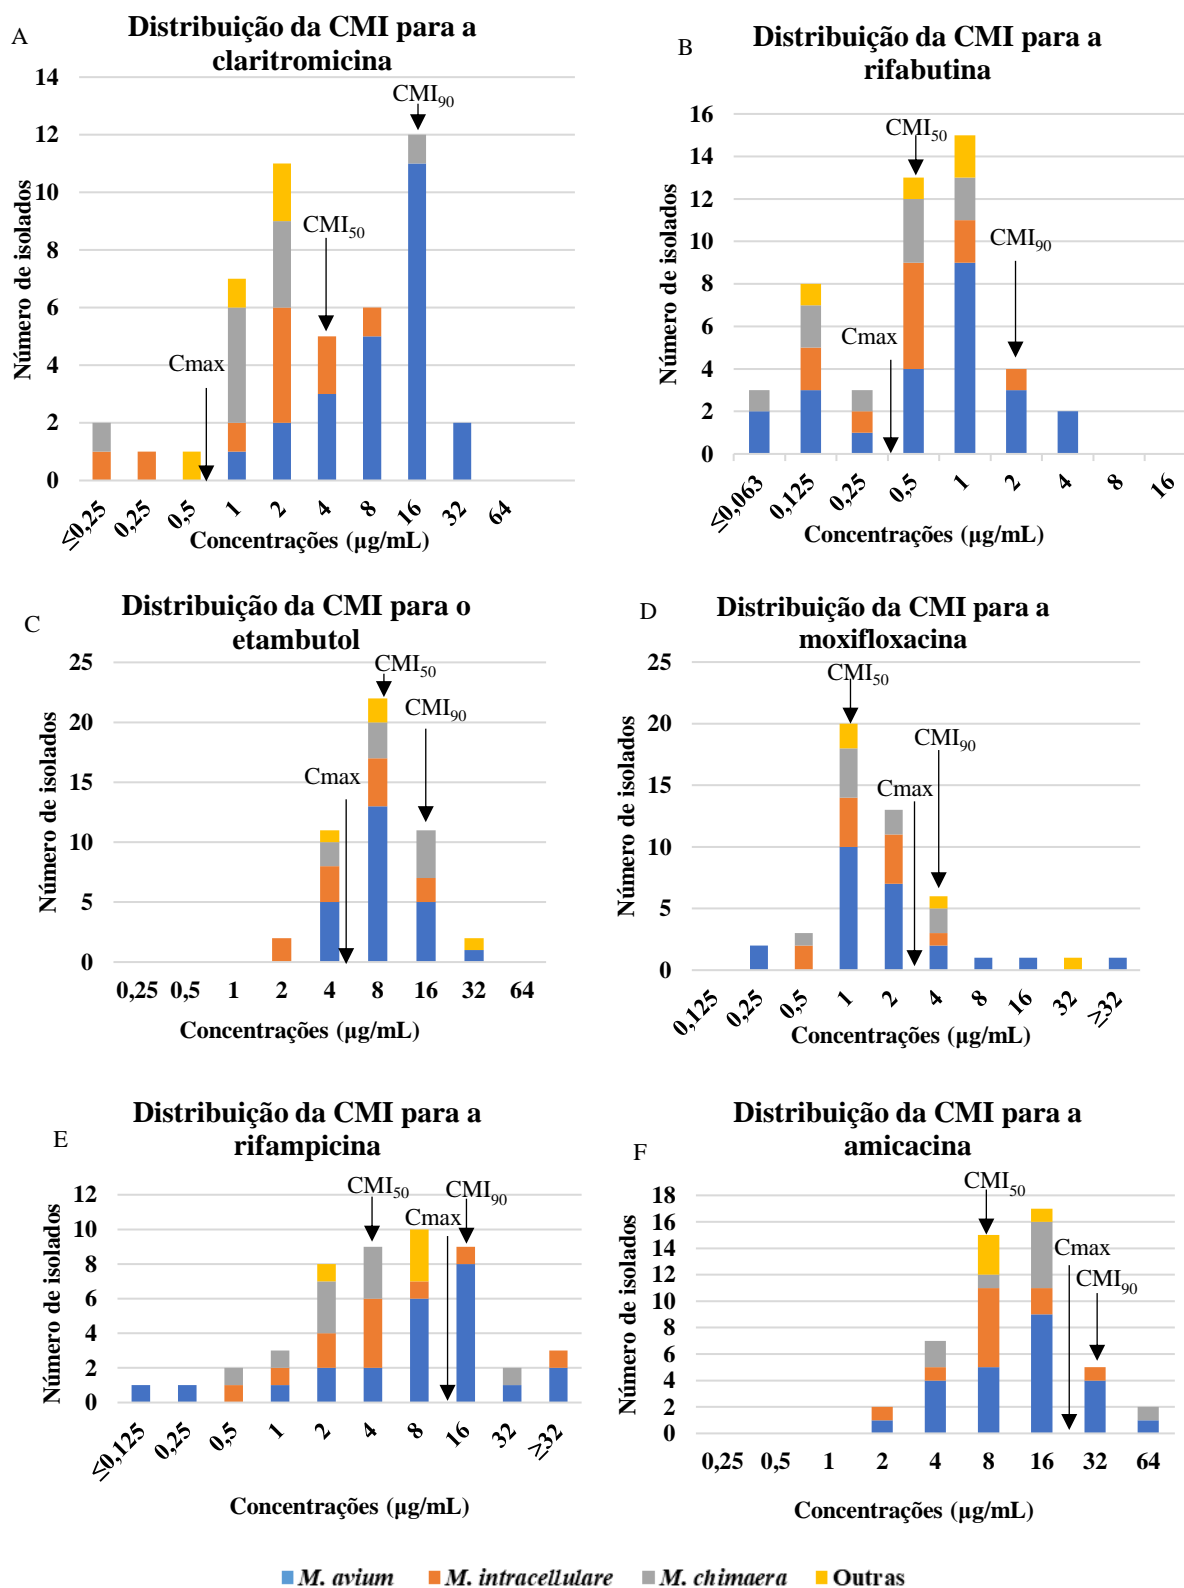 A
Distribuição da CMI para a
claritromicina
Número de isolados
14
12
10
8
6
4
2
0
CMI90
CMI50
Cmax
≤0,25 0,25 0,5 1 2 4 8 16 32 64
Concentrações (µg/mL)
B
Distribuição da CMI para a
rifabutina
Número de isolados
16
14
12
10
8
6
4
2
0
CMI50
CMI90
Cmax
≤0,063 0,125 0,25 0,5 1 2 4 8 16
Concentrações (µg/mL)
C
Distribuição da CMI para o
etambutol
Número de isolados
25
20
15
10
5
0
CMI50
CMI90
Cmax
0,25 0,5 1 2 4 8 16 32 64
Concentrações (µg/mL)
D
Distribuição da CMI para a
moxifloxacina
Número de isolados
25
20
15
10
5
0
CMI50
CMI90
Cmax
0,125 0,25 0,5 1 2 4 8 16 32 ≥32
Concentrações (µg/mL)
E
Distribuição da CMI para a
rifampicina
Número de isolados
12
10
8
6
4
2
0
CMI50
CMI90
Cmax
≤0,125 0,25 0,5 1 2 4 8 16 32 ≥32
Concentrações (µg/mL)
F
Distribuição da CMI para a
amicacina
Número de isolados
18
16
14
12
10
8
6
4
2
0
CMI50
Cmax
CMI90
0,25 0,5 1 2 4 8 16 32 64
Concentrações (µg/mL)
M. avium M. intracellulare M. chimaera Outras